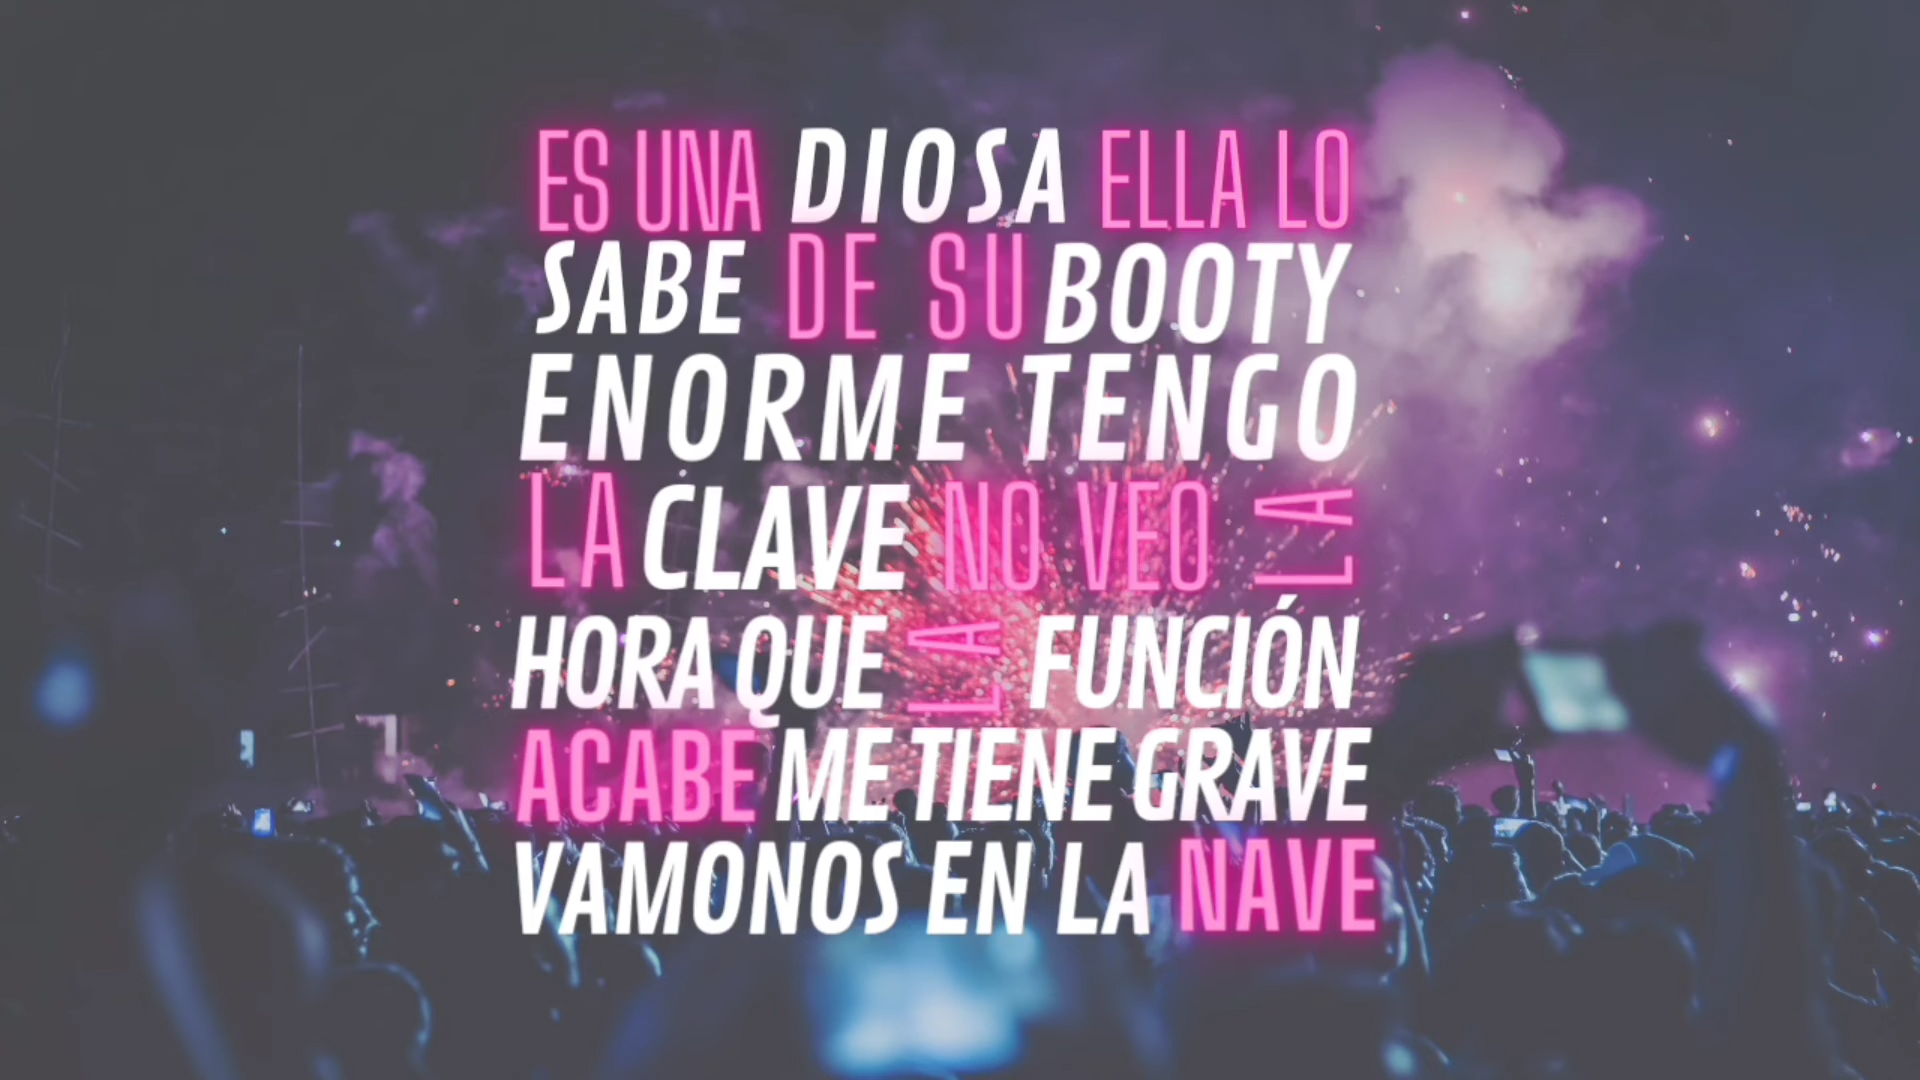 ES UNA DIOSA ELLA LO
SABE DE SU BOOTY
ENORME TENGO
LA CLAVE NO VEO LA
HORA QUE LA FUNCIÓN
ACABE ME TIENE GRAVE
VAMONOS EN LA NAVE